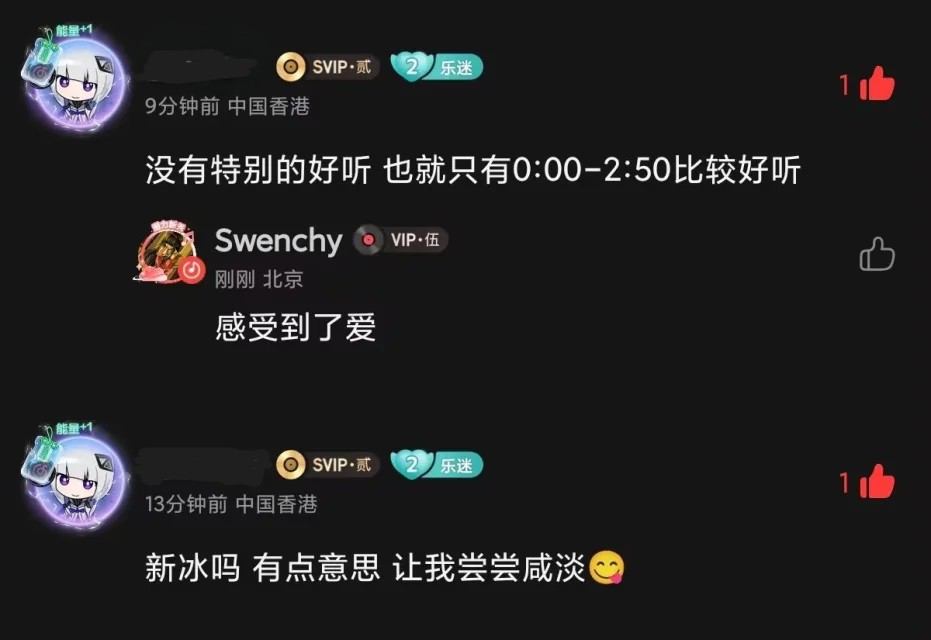 能量+1
SVIP·贰 2 乐迷
9分钟前 中国香港
1
没有特别的好听 也就只有0:00-2:50比较好听
Swenchy VIP·伍
刚刚 北京
感受到了爱
能量+1
SVIP·贰 2 乐迷
13分钟前 中国香港
1
新冰吗 有点意思 让我尝尝咸淡😋